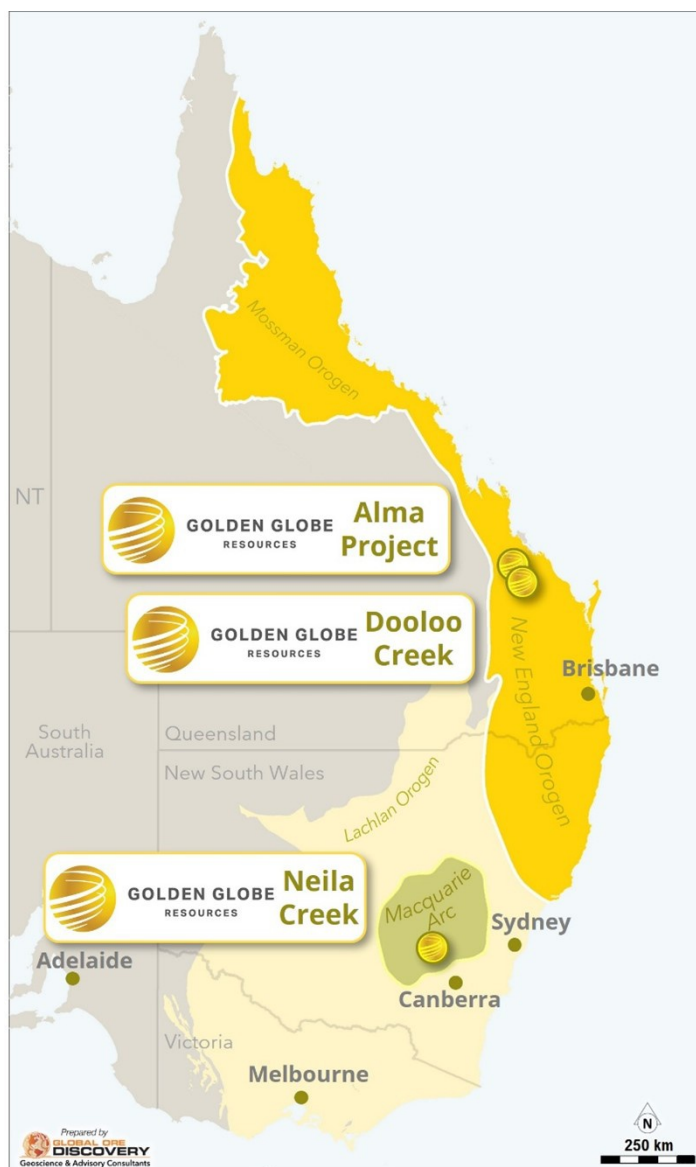 Mossman Orogen
NT
GOLDEN GLOBE
RESOURCES
Alma
Project
GOLDEN GLOBE
RESOURCES
Dooloo
Creek
New England Orogen
Brisbane
South
Australia
Queensland
New South Wales
Lachlan Orogen
GOLDEN GLOBE
RESOURCES
Neila
Creek
Macquarie
Arc
Sydney
Adelaide
Canberra
Victoria
Melbourne
Prepared by
GLOBAL ORE
DISCOVERY
Geoscience & Advisory Consultants
N
250 km